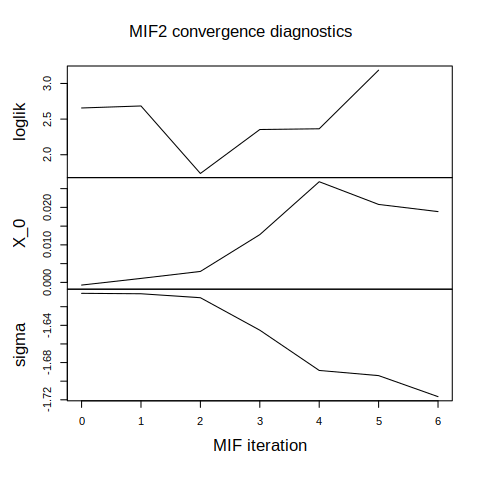 MIF2 convergence diagnostics
loglik
3.0
2.5
2.0
X_0
0.020
0.010
0.000
sigma
-1.64
-1.68
-1.72
0 1 2 3 4 5 6
MIF iteration